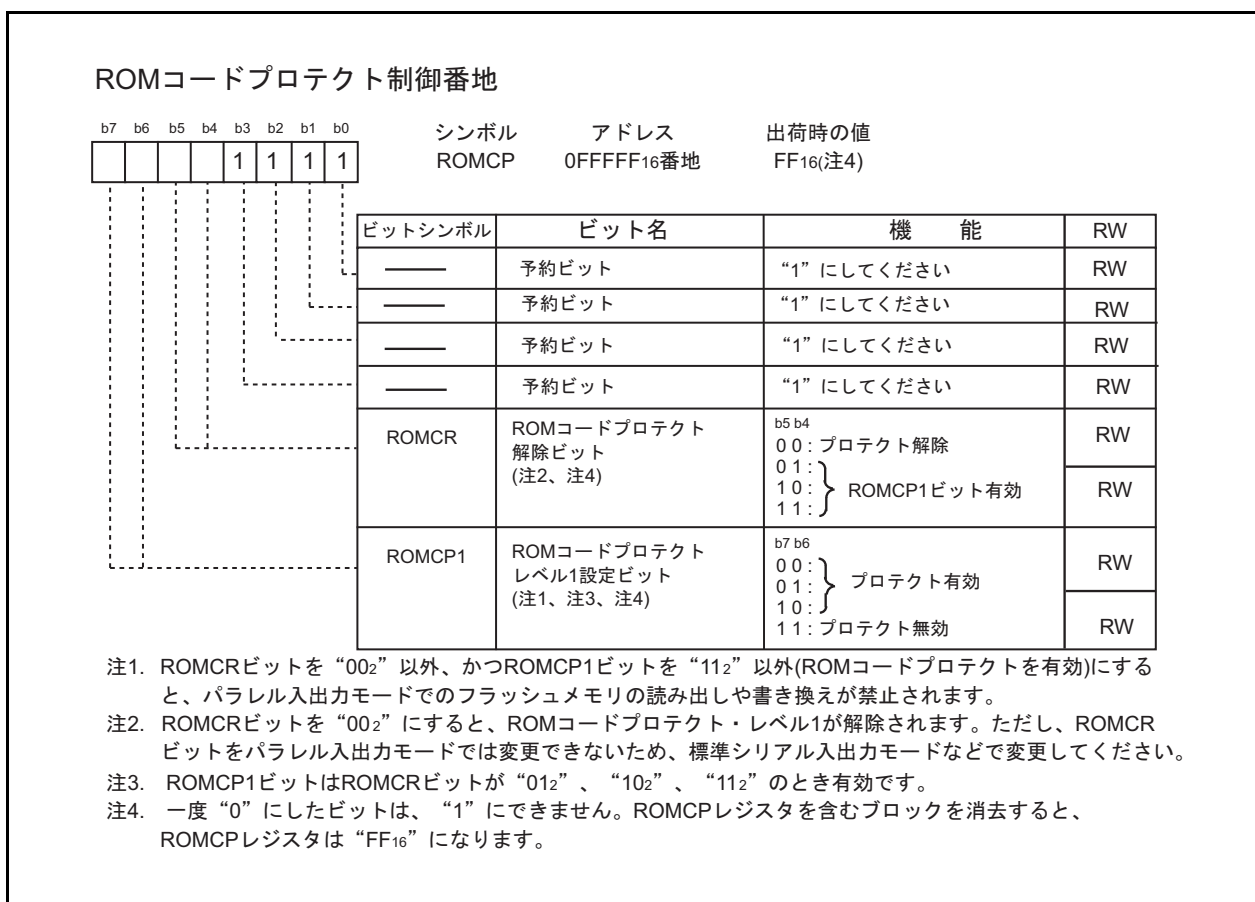 ROMコードプロテクト制御番地
b7 b6 b5 b4 b3 b2 b1 b0
1 1 1 1
シンボル アドレス 出荷時の値
ROMCP 0FFFFF16番地 FF16(注4)
ビットシンボル ビット名 機 能 RW
—— 予約ビット “1”にしてください RW
—— 予約ビット “1”にしてください RW
—— 予約ビット “1”にしてください RW
—— 予約ビット “1”にしてください RW
ROMCR
ROMコードプロテクト
解除ビット
(注2、注4)
b5 b4
0 0 : プロテクト解除
0 1 :
1 0 : ROMCP1ビット有効
1 1 :
RW
RW
ROMCP1
ROMコードプロテクト
レベル1設定ビット
(注1、注3、注4)
b7 b6
0 0 :
0 1 : プロテクト有効
1 0 :
1 1 : プロテクト無効
RW
RW
注1. ROMCRビットを“002”以外、かつROMCP1ビットを“112”以外(ROMコードプロテクトを有効)にする
と、パラレル入出力モードでのフラッシュメモリの読み出しや書き換えが禁止されます。
注2. ROMCRビットを“002”にすると、ROMコードプロテクト・レベル1が解除されます。ただし、ROMCR
ビットをパラレル入出力モードでは変更できないため、標準シリアル入出力モードなどで変更してください。
注3. ROMCP1ビットはROMCRビットが“012”、“102”、“112”のとき有効です。
注4. 一度“0”にしたビットは、“1”にできません。ROMCPレジスタを含むブロックを消去すると、
ROMCPレジスタは“FF16”になります。